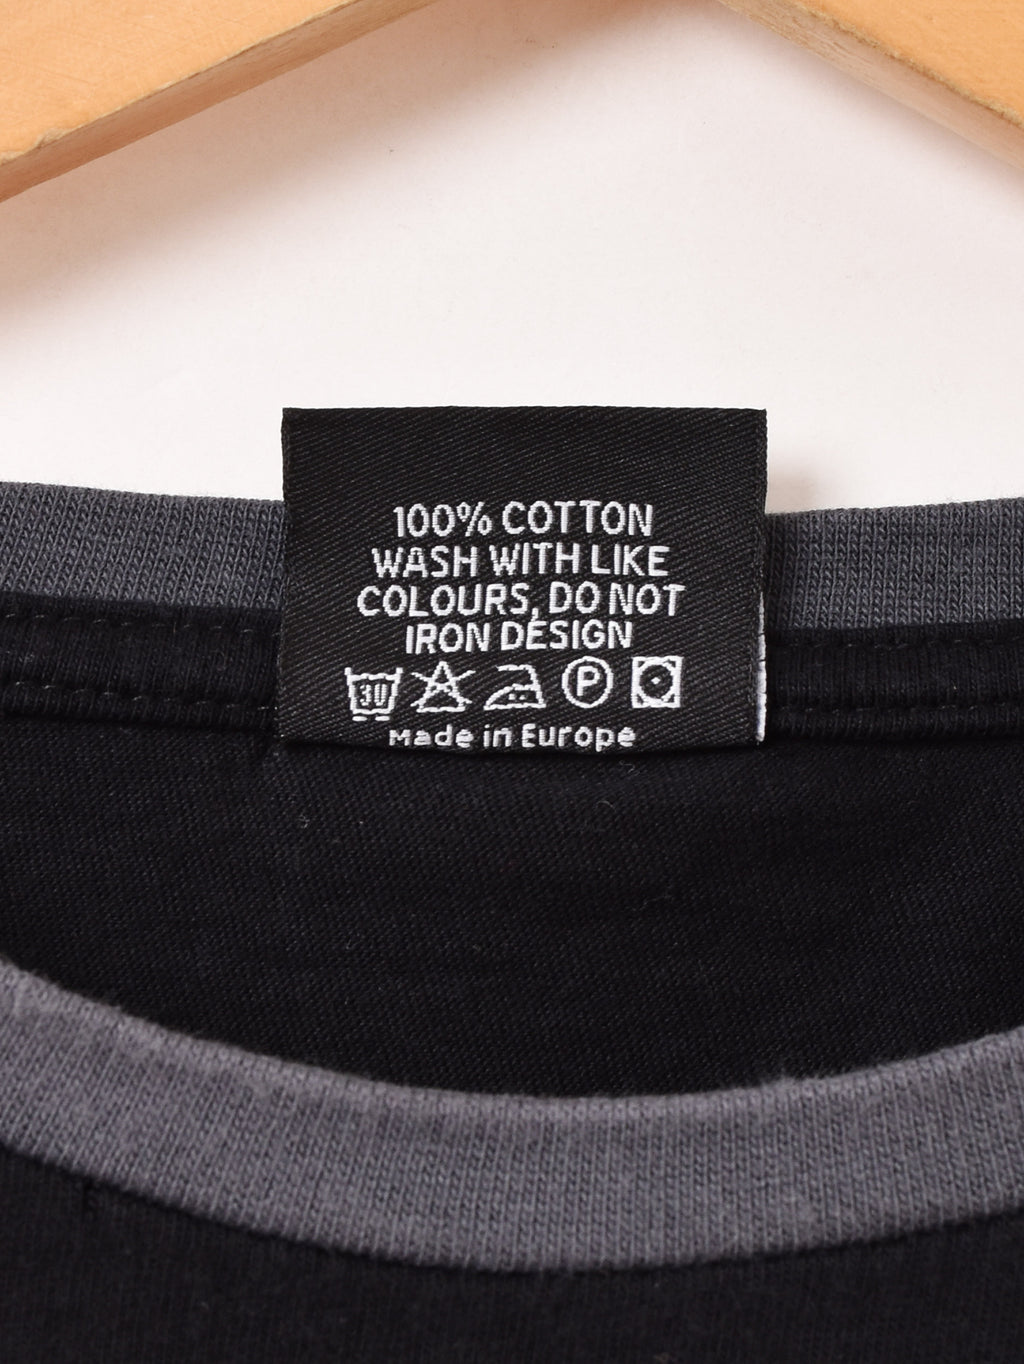 100% COTTON
WASH WITH LIKE
COLOURS, DO NOT
IRON DESIGN
30 P
Made in Europe